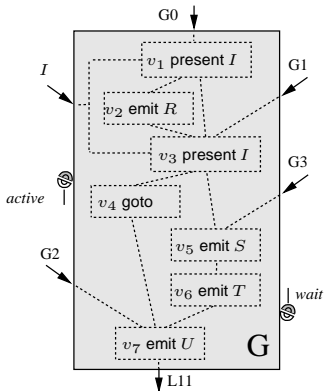 G0
v1 present I
I
G1
v2 emit R
v3 present I
G3
active
v4 goto
v5 emit S
G2
v6 emit T
wait
v7 emit U
G
L11